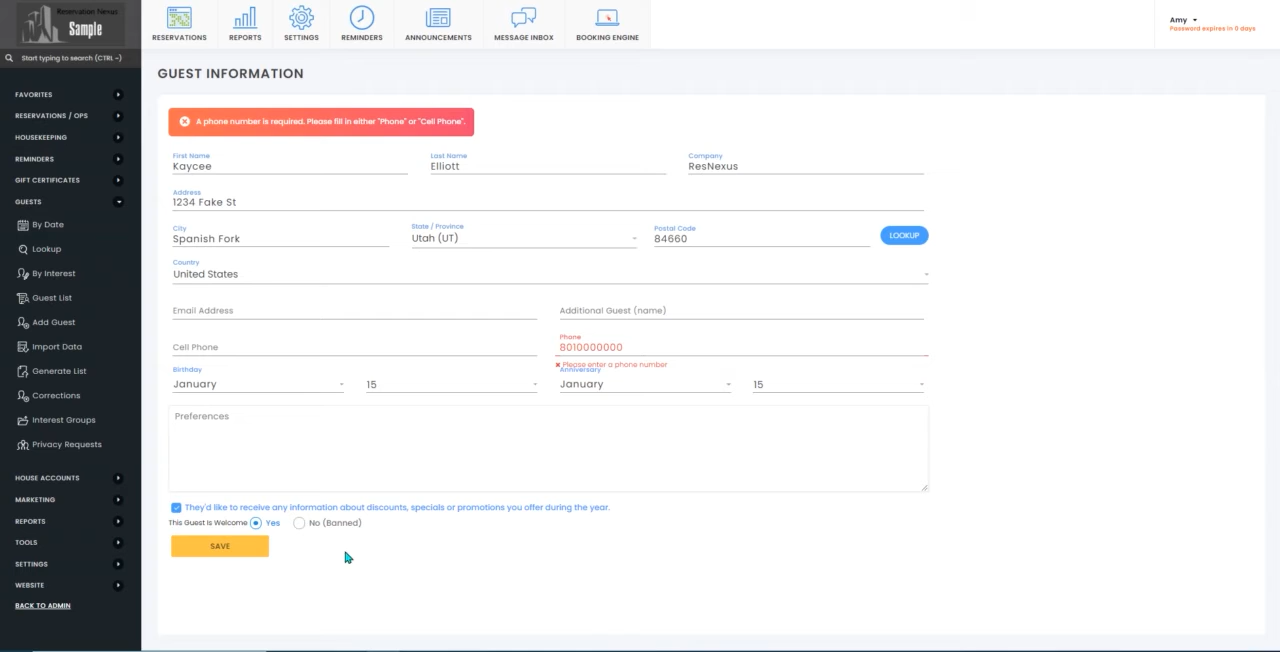 Reservation Nexus
Sample
RESERVATIONS
REPORTS
SETTINGS
REMINDERS
ANNOUNCEMENTS
MESSAGE INBOX
BOOKING ENGINE
Amy
Password expires in 0 days
Start typing to search (CTRL ~)
FAVORITES
RESERVATIONS / OPS
HOUSEKEEPING
REMINDERS
GIFT CERTIFICATES
GUESTS
By Date
Lookup
By Interest
Guest List
Add Guest
Import Data
Generate List
Corrections
Interest Groups
Privacy Requests
HOUSE ACCOUNTS
MARKETING
REPORTS
TOOLS
SETTINGS
WEBSITE
BACK TO ADMIN
GUEST INFORMATION
A phone number is required. Please fill in either "Phone" or "Cell Phone".
First Name
Kaycee
Last Name
Elliott
Company
ResNexus
Address
1234 Fake St
City
Spanish Fork
State / Province
Utah (UT)
Postal Code
84660
LOOKUP
Country
United States
Email Address
Additional Guest (name)
Cell Phone
Phone
8010000000
Please enter a phone number
Birthday
January
15
Anniversary
January
15
Preferences
They'd like to receive any information about discounts, specials or promotions you offer during the year.
This Guest Is Welcome Yes No (Banned)
SAVE